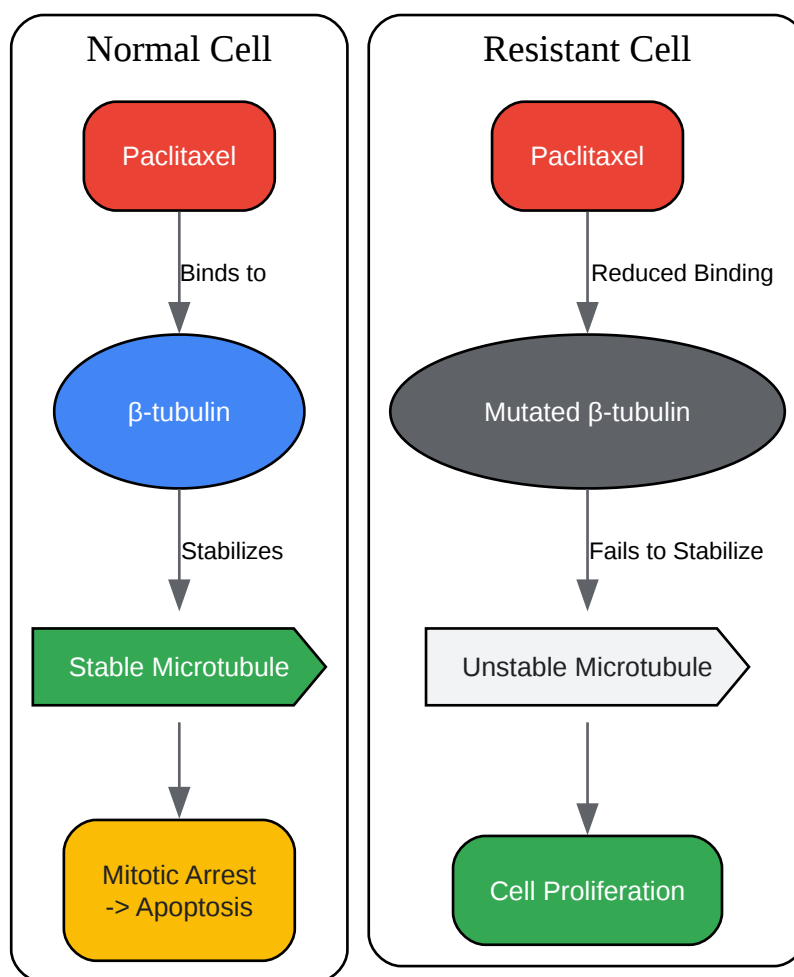 Normal Cell
Paclitaxel
Binds to
β-tubulin
Stabilizes
Stable Microtubule
Mitotic Arrest
-> Apoptosis
Resistant Cell
Paclitaxel
Reduced Binding
Mutated β-tubulin
Fails to Stabilize
Unstable Microtubule
Cell Proliferation